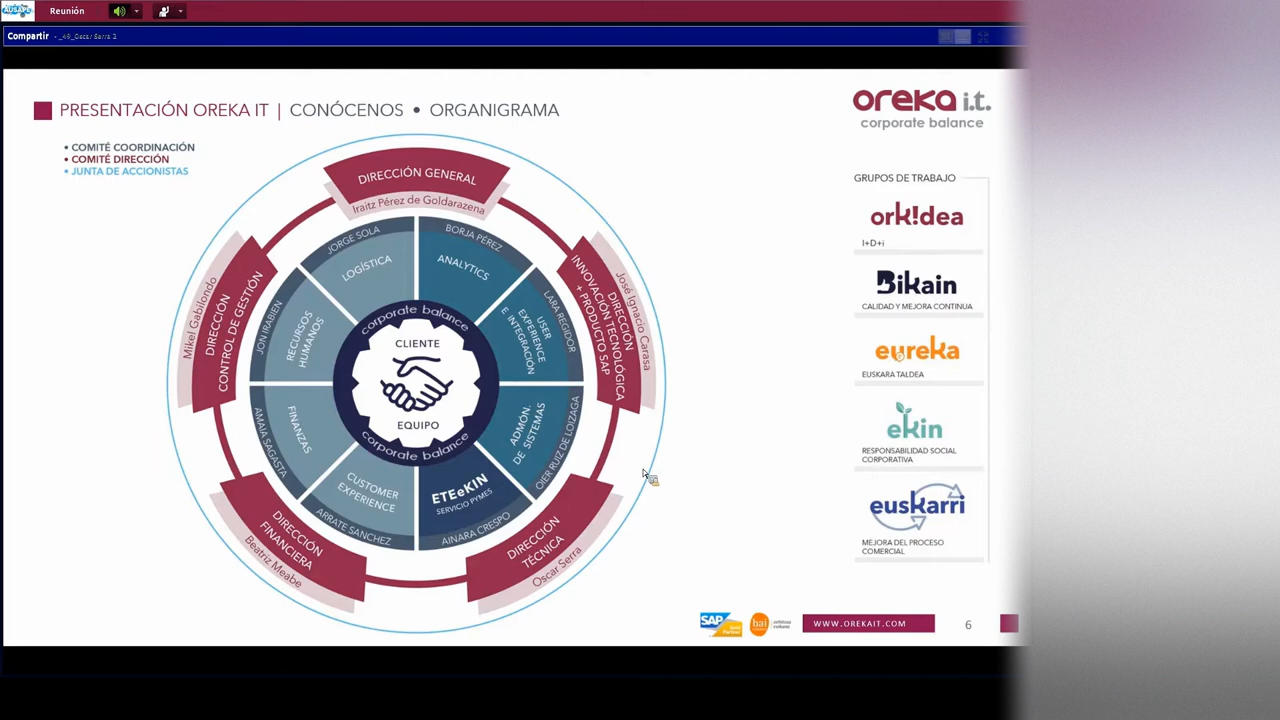 Reunión
Compartir
PRESENTACIÓN OREKA IT | CONÓCENOS • ORGANIGRAMA
• COMITÉ COORDINACIÓN
• COMITÉ DIRECCIÓN
• JUNTA DE ACCIONISTAS
DIRECCIÓN GENERAL
Iraitz Pérez de Goldarazena
DIRECCIÓN
INNOVACIÓN TECNOLÓGICA
+ PRODUCTO SAP
José Ignacio Carasa
DIRECCIÓN
TÉCNICA
Oscar Serra
DIRECCIÓN
FINANCIERA
Beatriz Meabe
DIRECCIÓN
CONTROL DE GESTIÓN
Mikel Gabilondo
JORGE SOLA
LOGÍSTICA
BORJA PÉREZ
ANALYTICS
LARA REGIDOR
USER
EXPERIENCE
E INTEGRACIÓN
OIER RUIZ DE LOIZAGA
ADMÓN.
DE SISTEMAS
ETEeKIN
SERVICIO PYMES
AINARA CRESPO
CUSTOMER
EXPERIENCE
ARRATE SANCHEZ
FINANZAS
AMAIA SAGASTA
RECURSOS
HUMANOS
JON IRABIEN
corporate balance
CLIENTE
EQUIPO
corporate balance
oreka i.t.
corporate balance
GRUPOS DE TRABAJO
ork!dea
I+D+i
Bikain
CALIDAD Y MEJORA CONTINUA
eureka
EUSKARA TALDEA
ekin
RESPONSABILIDAD SOCIAL
CORPORATIVA
euskarri
MEJORA DEL PROCESO
COMERCIAL
SAP
Gold
Partner
bai
WWW.OREKAIT.COM
6